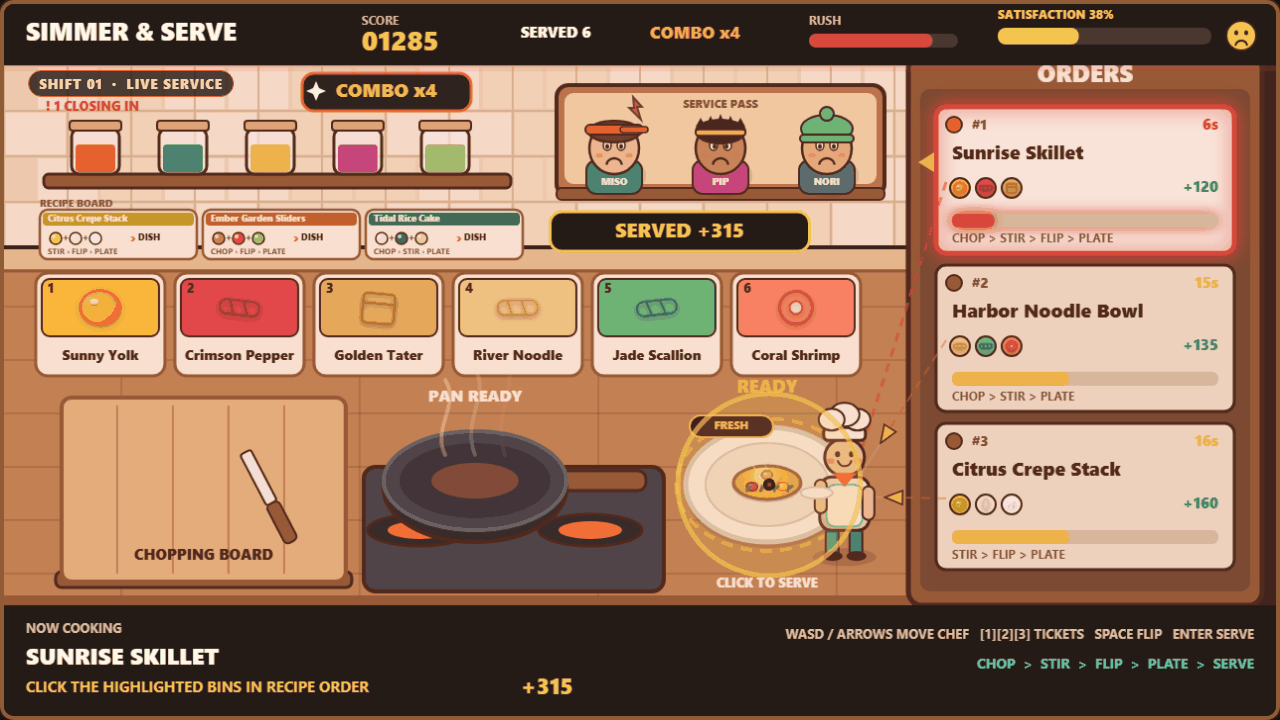 SIMMER & SERVE
SCORE
01285
SERVED 6
COMBO x4
RUSH
SATISFACTION 38%
SHIFT 01 · LIVE SERVICE
! 1 CLOSING IN
COMBO x4
SERVICE PASS
MISO
PIP
NORI
RECIPE BOARD
Citrus Crepe Stack
+ +
› DISH
STIR › FLIP › PLATE
Ember Garden Sliders
+ +
› DISH
CHOP › FLIP › PLATE
Tidal Rice Cake
+ +
› DISH
CHOP › STIR › PLATE
SERVED +315
1
Sunny Yolk
2
Crimson Pepper
3
Golden Tater
4
River Noodle
5
Jade Scallion
6
Coral Shrimp
CHOPPING BOARD
PAN READY
READY
FRESH
CLICK TO SERVE
ORDERS
#1
6s
Sunrise Skillet
+120
CHOP > STIR > FLIP > PLATE
#2
15s
Harbor Noodle Bowl
+135
CHOP > STIR > PLATE
#3
16s
Citrus Crepe Stack
+160
STIR > FLIP > PLATE
NOW COOKING
SUNRISE SKILLET
CLICK THE HIGHLIGHTED BINS IN RECIPE ORDER
+315
WASD / ARROWS MOVE CHEF [1][2][3] TICKETS SPACE FLIP ENTER SERVE
CHOP > STIR > FLIP > PLATE > SERVE